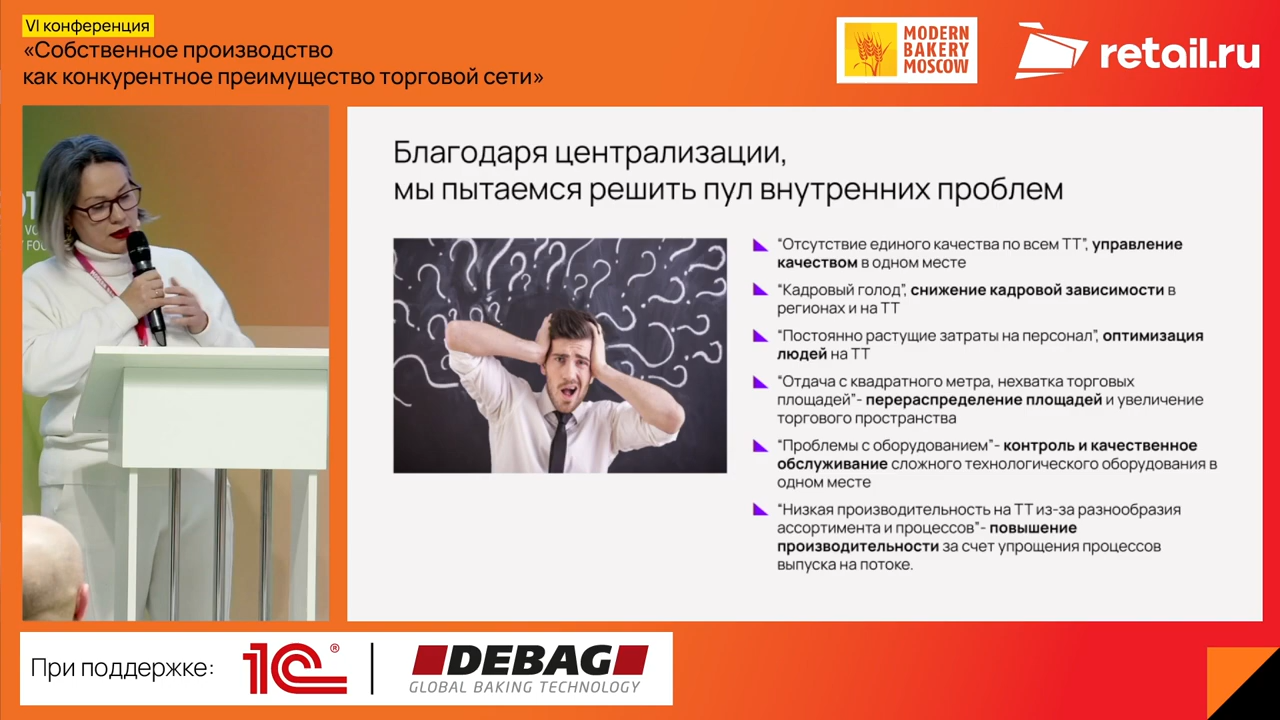 VI конференция
«Собственное производство
как конкурентное преимущество торговой сети»
MODERN
BAKERY
MOSCOW
retail.ru
Благодаря централизации,
мы пытаемся решить пул внутренних проблем
“Отсутствие единого качества по всем ТТ”, управление
качеством в одном месте
“Кадровый голод”, снижение кадровой зависимости в
регионах и на ТТ
“Постоянно растущие затраты на персонал”, оптимизация
людей на ТТ
“Отдача с квадратного метра, нехватка торговых
площадей”- перераспределение площадей и увеличение
торгового пространства
“Проблемы с оборудованием”- контроль и качественное
обслуживание сложного технологического оборудования в
одном месте
“Низкая производительность на ТТ из-за разнообразия
ассортимента и процессов”- повышение
производительности за счет упрощения процессов
выпуска на потоке.
При поддержке:
1C®
DEBAG
GLOBAL BAKING TECHNOLOGY